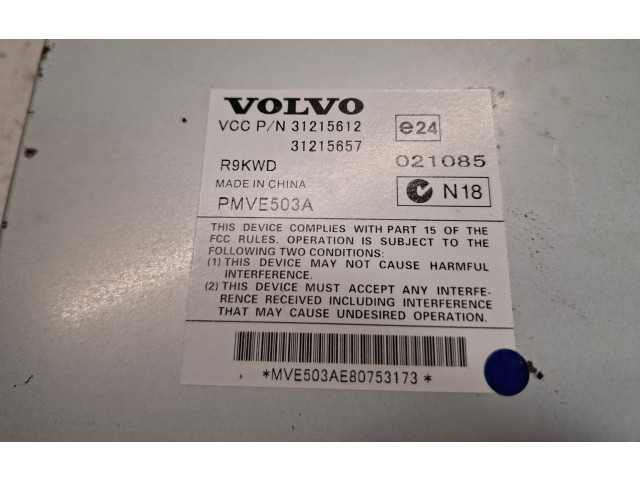 VOLVO
VCC P/N 31215612
31215657
e24
R9KWD
021085
MADE IN CHINA
N18
PMVE503A
THIS DEVICE COMPLIES WITH PART 15 OF THE
FCC RULES. OPERATION IS SUBJECT TO THE
FOLLOWING TWO CONDITIONS:
(1) THIS DEVICE MAY NOT CAUSE HARMFUL
INTERFERENCE.
(2) THIS DEVICE MUST ACCEPT ANY INTERFE-
RENCE RECEIVED INCLUDING INTERFERENCE
THAT MAY CAUSE UNDESIRED OPERATION.
*MVE503AE80753173*